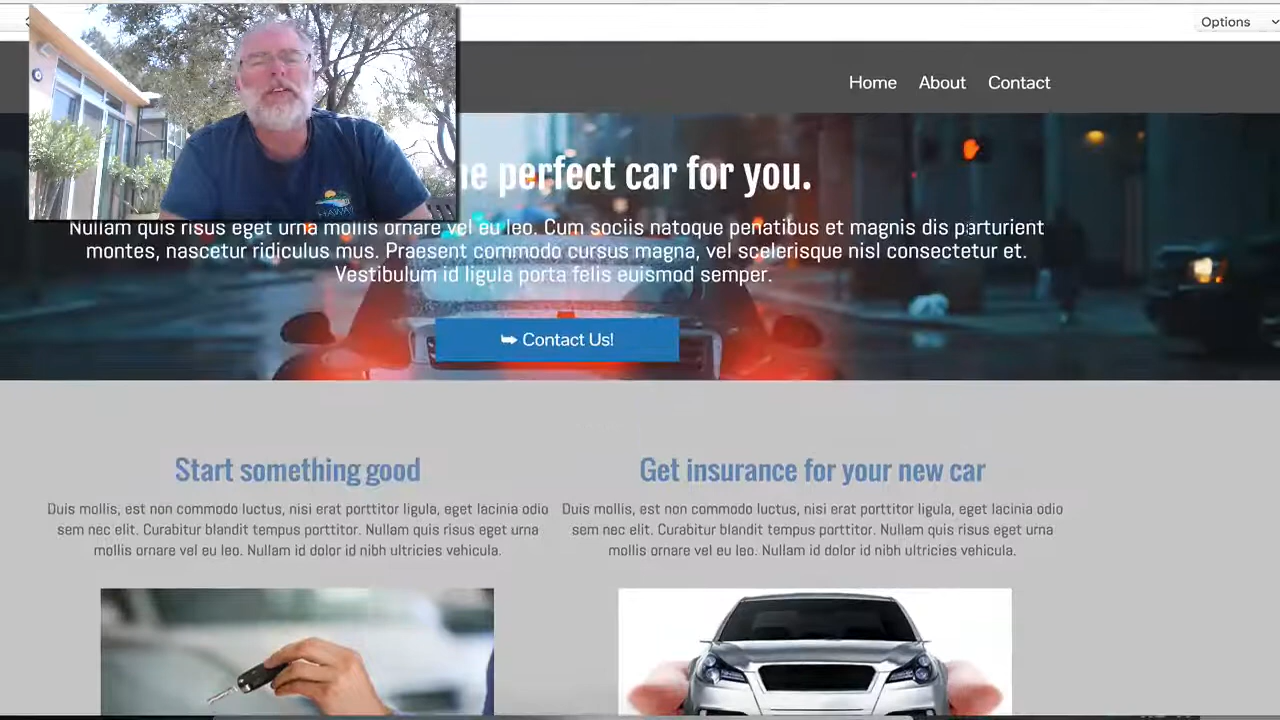 Options
Home About Contact
perfect car for you.
HAWAII
Nullam quis risus eget urna mollis ornare vel eu leo. Cum sociis natoque penatibus et magnis dis parturient
montes, nascetur ridiculus mus. Praesent commodo cursus magna, vel scelerisque nisl consectetur et.
Vestibulum id ligula porta felis euismod semper.
Contact Us!
Start something good
Duis mollis, est non commodo luctus, nisi erat porttitor ligula, eget lacinia odio
sem nec elit. Curabitur blandit tempus porttitor. Nullam quis risus eget urna
mollis ornare vel eu leo. Nullam id dolor id nibh ultricies vehicula.
Get insurance for your new car
Duis mollis, est non commodo luctus, nisi erat porttitor ligula, eget lacinia odio
sem nec elit. Curabitur blandit tempus porttitor. Nullam quis risus eget urna
mollis ornare vel eu leo. Nullam id dolor id nibh ultricies vehicula.